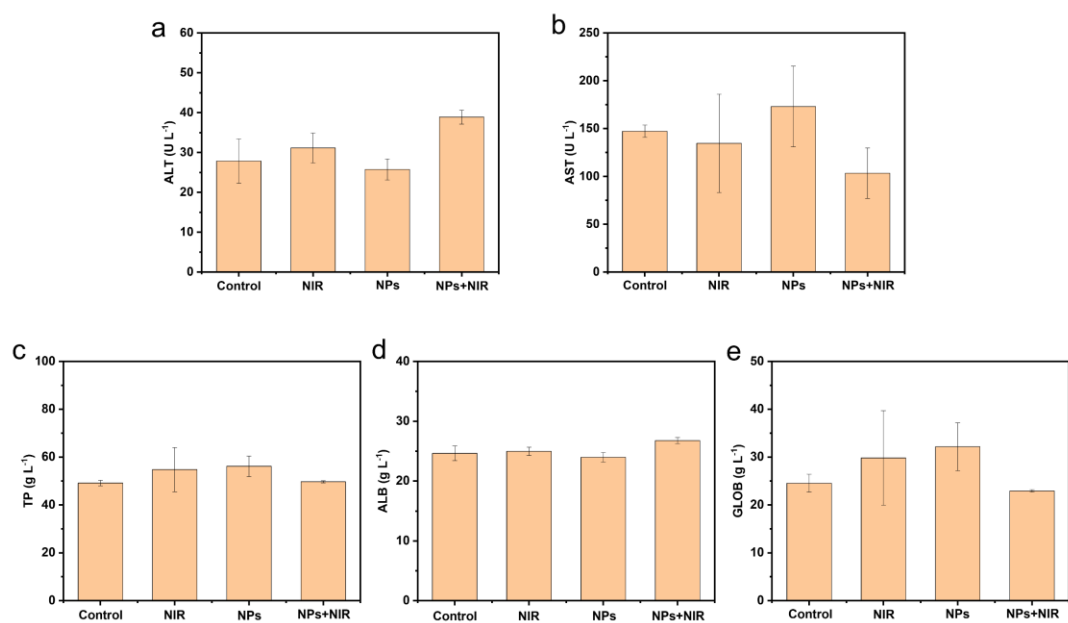 a
60
50
40
30
20
10
0
ALT (U L⁻¹)
Control NIR NPs NPs+NIR
b
250
200
150
100
50
0
AST (U L⁻¹)
Control NIR NPs NPs+NIR
c
100
80
60
40
20
0
TP (g L⁻¹)
Control NIR NPs NPs+NIR
d
40
30
20
10
0
ALB (g L⁻¹)
Control NIR NPs NPs+NIR
e
50
40
30
20
10
0
GLOB (g L⁻¹)
Control NIR NPs NPs+NIR